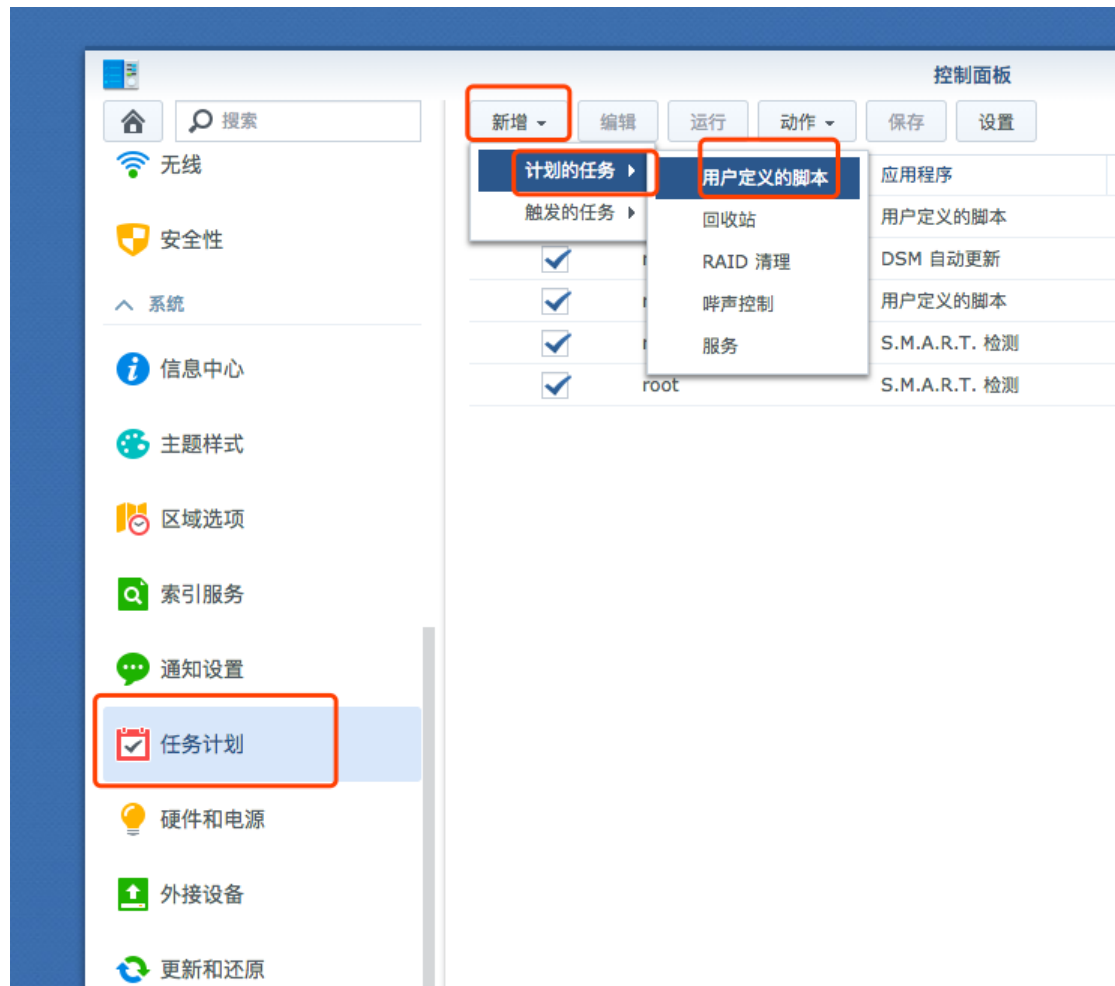 控制面板
搜索
新增 编辑 运行 动作 保存 设置
无线
安全性
系统
信息中心
主题样式
区域选项
索引服务
通知设置
任务计划
硬件和电源
外接设备
更新和还原
计划的任务
触发的任务
用户定义的脚本
回收站
RAID 清理
哔声控制
服务
应用程序
用户定义的脚本
DSM 自动更新
用户定义的脚本
S.M.A.R.T. 检测
root S.M.A.R.T. 检测